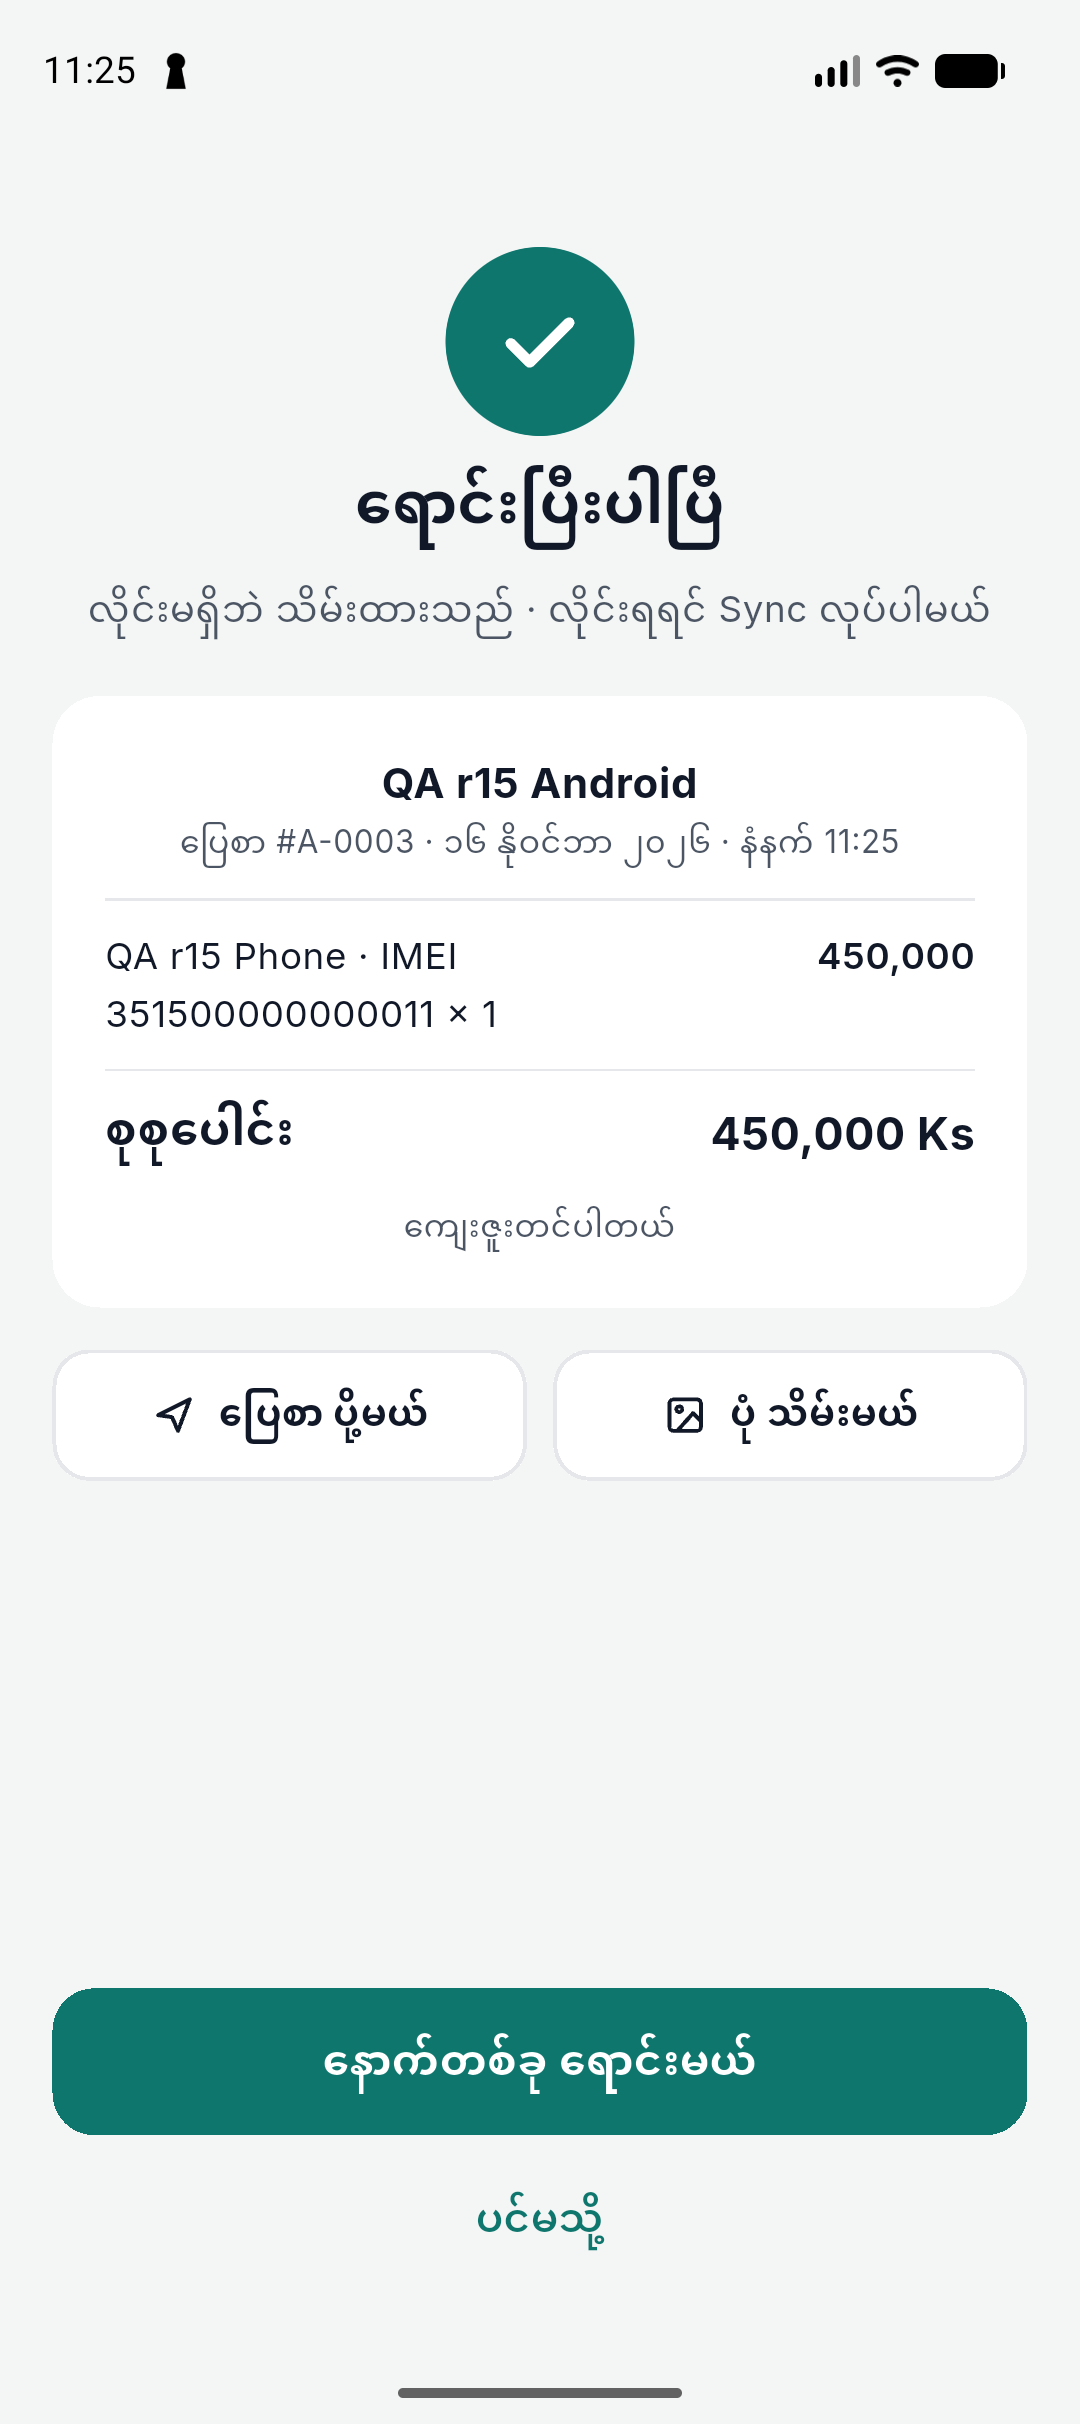 11:25
ရောင်းပြီးပါပြီ
လိုင်းမရှိဘဲ သိမ်းထားသည် · လိုင်းရရင် Sync လုပ်ပါမယ်
QA r15 Android
ပြေစာ #A-0003 · ၁၆ နိုဝင်ဘာ ၂၀၂၆ · နံနက် 11:25
QA r15 Phone · IMEI 450,000
351500000000011 × 1
စုစုပေါင်း 450,000 Ks
ကျေးဇူးတင်ပါတယ်
ပြေစာ ပို့မယ် ပုံ သိမ်းမယ်
နောက်တစ်ခု ရောင်းမယ်
ပင်မသို့